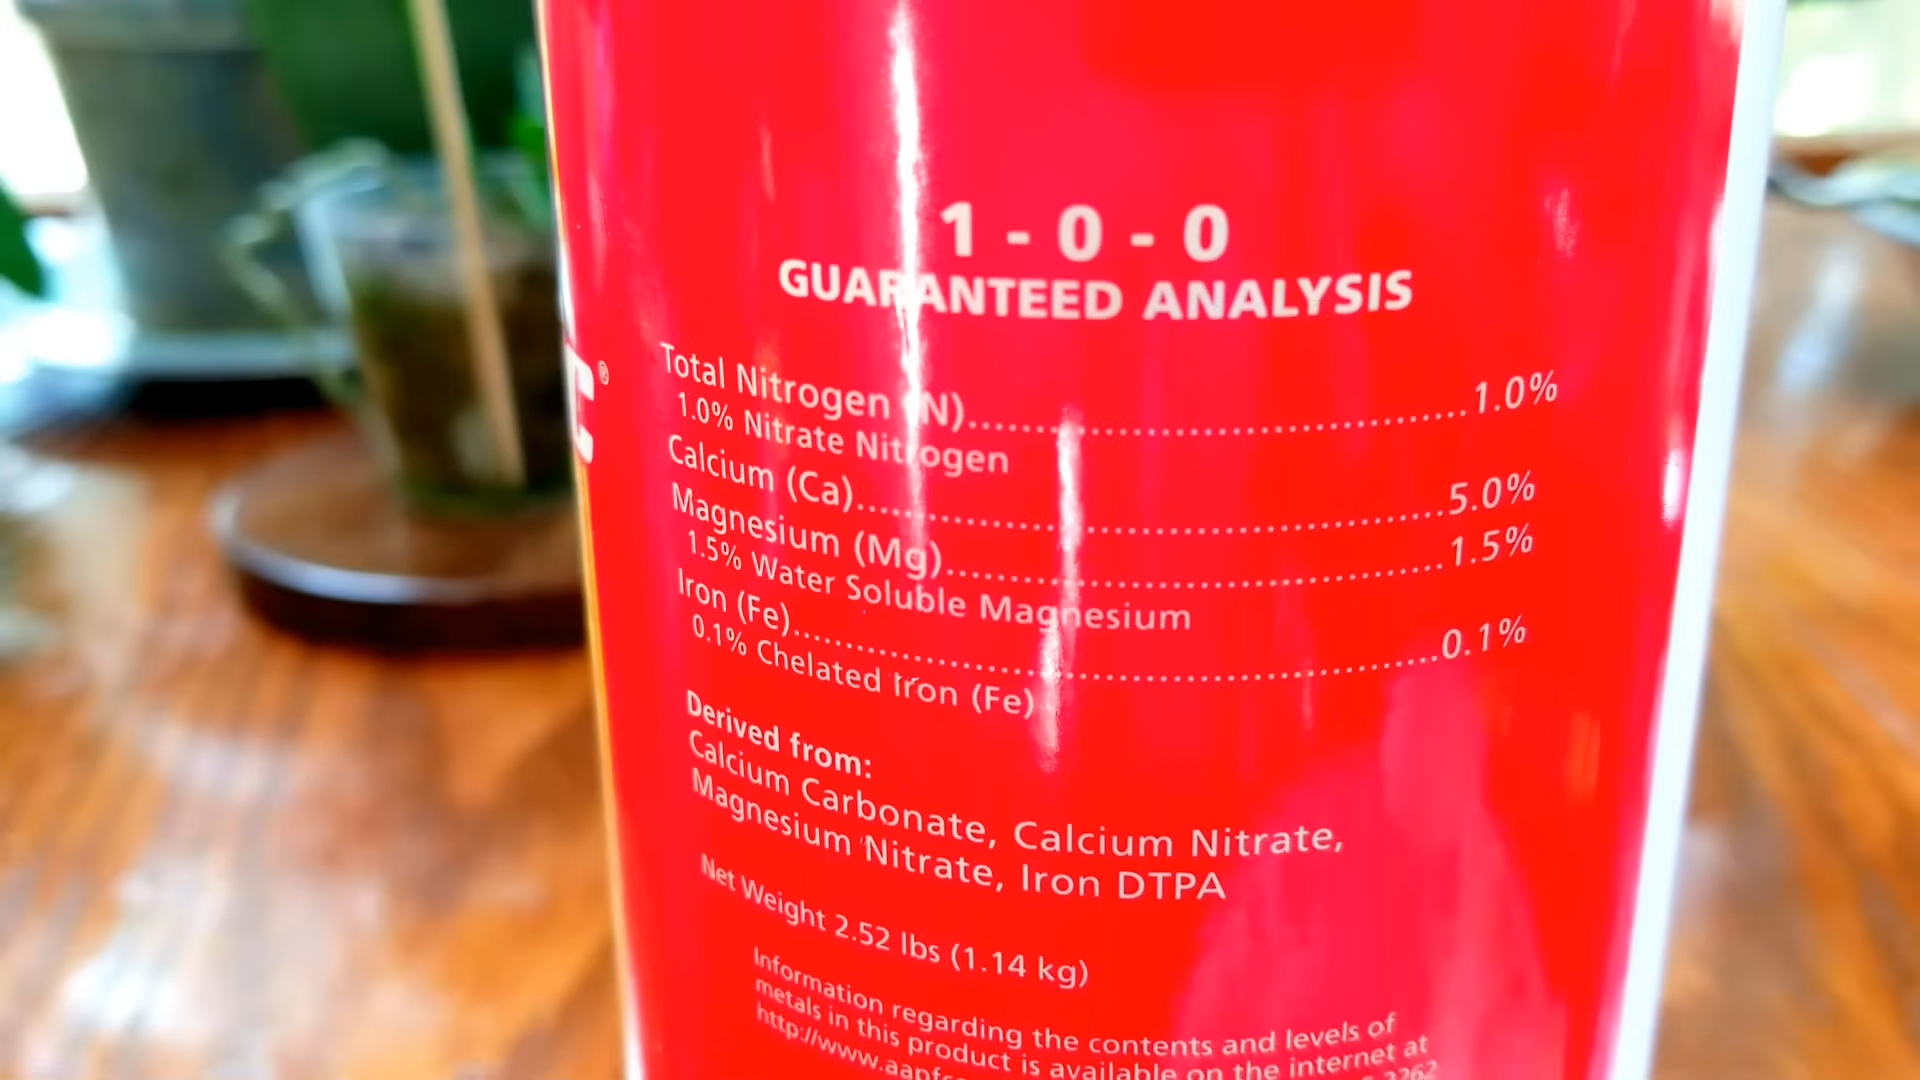 1 - 0 - 0
GUARANTEED ANALYSIS
C®
Total Nitrogen (N)......................................................1.0%
1.0% Nitrate Nitrogen
Calcium (Ca)......................................................5.0%
Magnesium (Mg)......................................................1.5%
1.5% Water Soluble Magnesium
Iron (Fe)......................................................0.1%
0.1% Chelated Iron (Fe)
Derived from:
Calcium Carbonate, Calcium Nitrate,
Magnesium Nitrate, Iron DTPA
Net Weight 2.52 lbs (1.14 kg)
Information regarding the contents and levels of
metals in this product is available on the internet at
http://www.aapfc